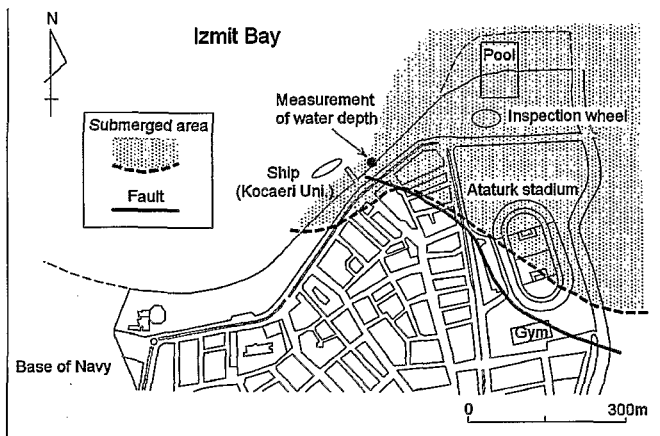 N
Izmit Bay
Pool
Measurement
of water depth
Inspection wheel
Submerged area
Ship
(Kocaeri Uni.)
Fault
Ataturk stadium
Gym
Base of Navy
0
300m